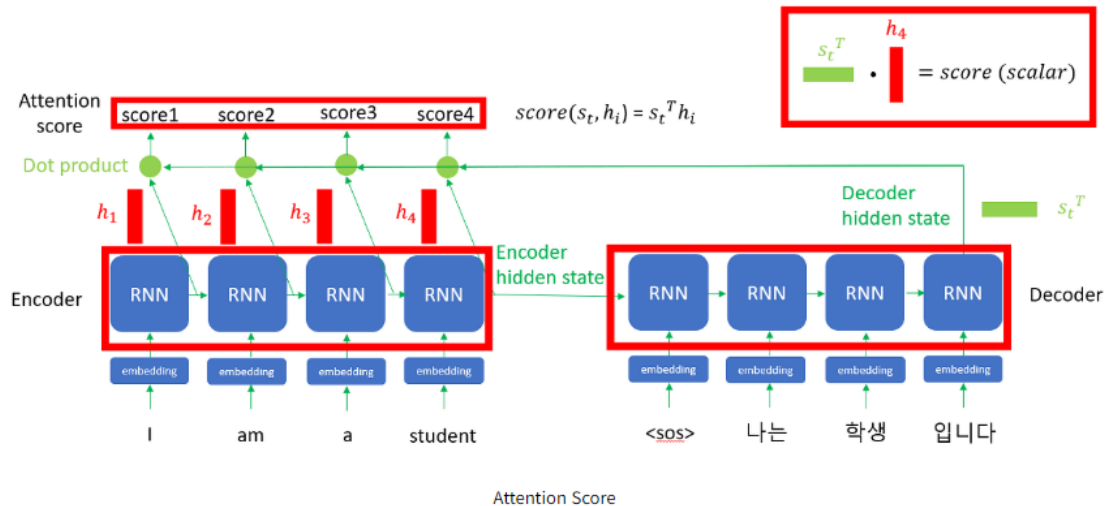 s_t^T
h_4
· = score (scalar)
Attention
score
score1 score2 score3 score4
score(s_t, h_i) = s_t^T h_i
Dot product
h_1 h_2 h_3 h_4
Decoder
hidden state
s_t^T
Encoder
hidden state
Encoder
RNN RNN RNN RNN
RNN RNN RNN RNN
Decoder
embedding embedding embedding embedding
embedding embedding embedding embedding
I am a student
<sos> 나는 학생 입니다
Attention Score